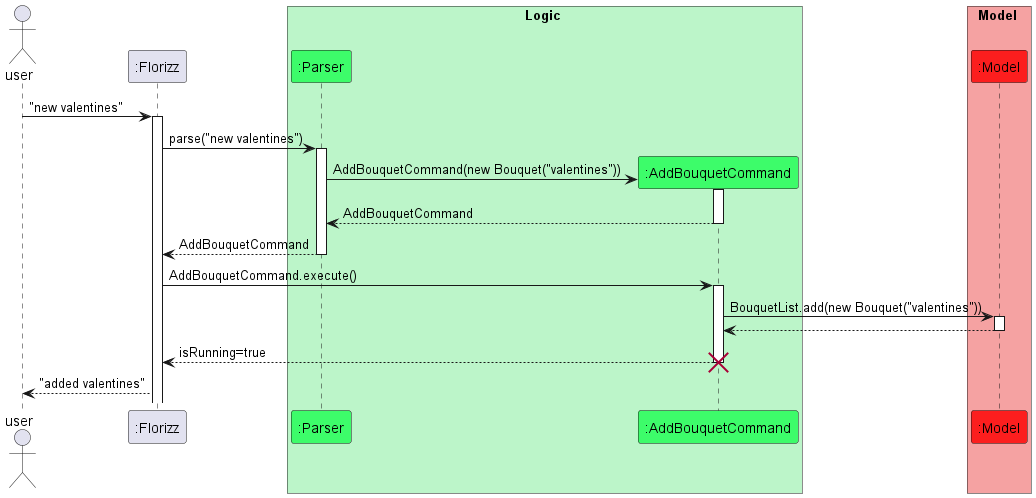 Logic
Model
user
:Florizz
:Parser
:Model
"new valentines"
parse("new valentines")
AddBouquetCommand(new Bouquet("valentines"))
:AddBouquetCommand
AddBouquetCommand
AddBouquetCommand
AddBouquetCommand.execute()
BouquetList.add(new Bouquet("valentines"))
isRunning=true
"added valentines"
user
:Florizz
:Parser
:AddBouquetCommand
:Model